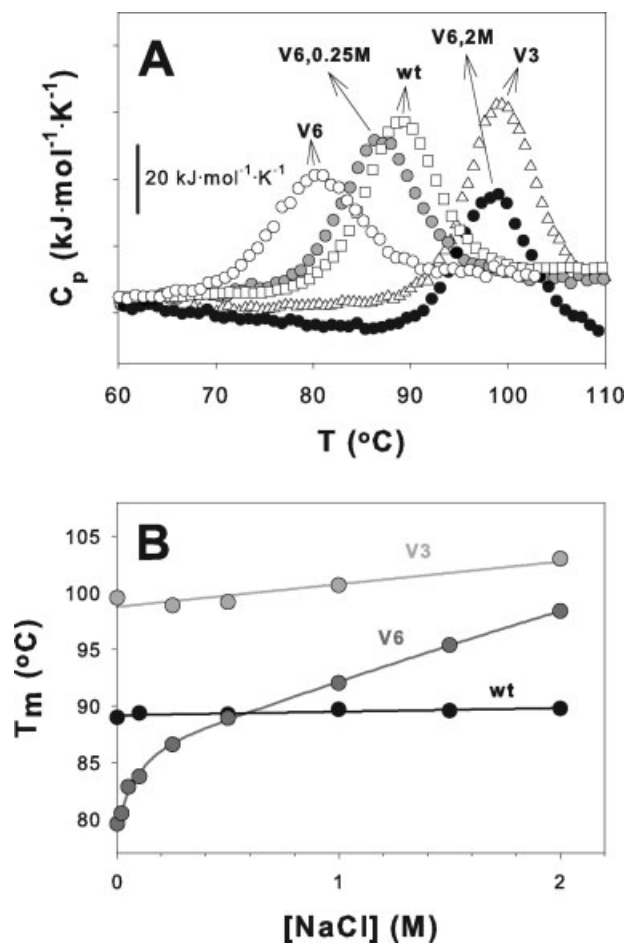 A
V6,2M
V3
V6,0.25M
wt
V6
20 kJ·mol⁻¹·K⁻¹
Cp (kJ·mol⁻¹·K⁻¹)
60 70 80 90 100 110
T (°C)
B
105
V3
100
V6
95
wt
90
85
80
Tm (°C)
0 1 2
[NaCl] (M)